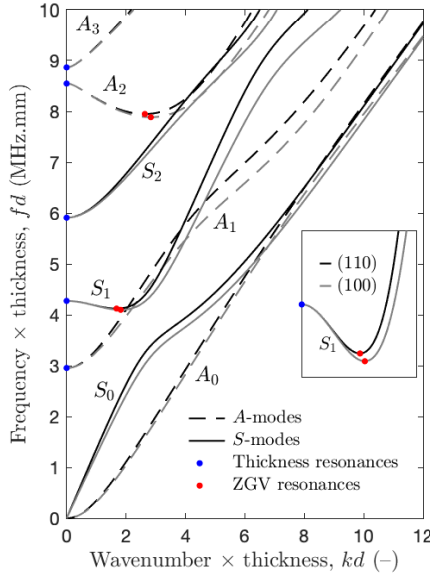 10
9
8
7
6
5
4
3
2
1
0
0 2 4 6 8 10 12
Frequency × thickness, fd (MHz.mm)
Wavenumber × thickness, kd (–)
A₃
A₂
S₂
A₁
S₁
S₀
A₀
(110)
(100)
S₁
A-modes
S-modes
Thickness resonances
ZGV resonances